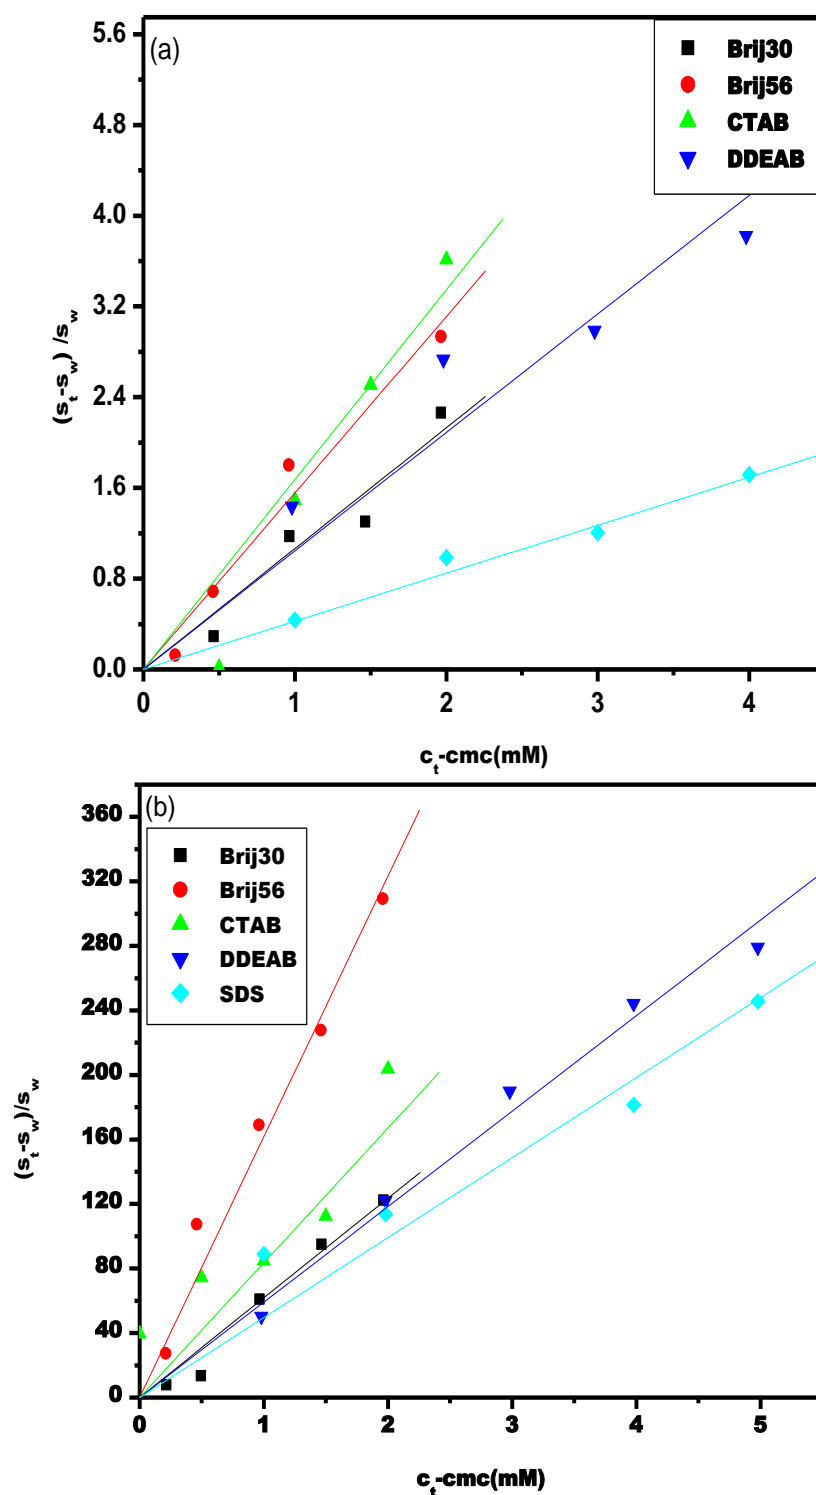 (a)
5.6
4.8
4.0
3.2
2.4
1.6
0.8
0.0
(s_t-s_w) /s_w
Brij30
Brij56
CTAB
DDEAB
0 1 2 3 4
c_t-cmc(mM)
(b)
360
320
280
240
200
160
120
80
40
0
(s_t-s_w)/s_w
Brij30
Brij56
CTAB
DDEAB
SDS
0 1 2 3 4 5
c_t-cmc(mM)